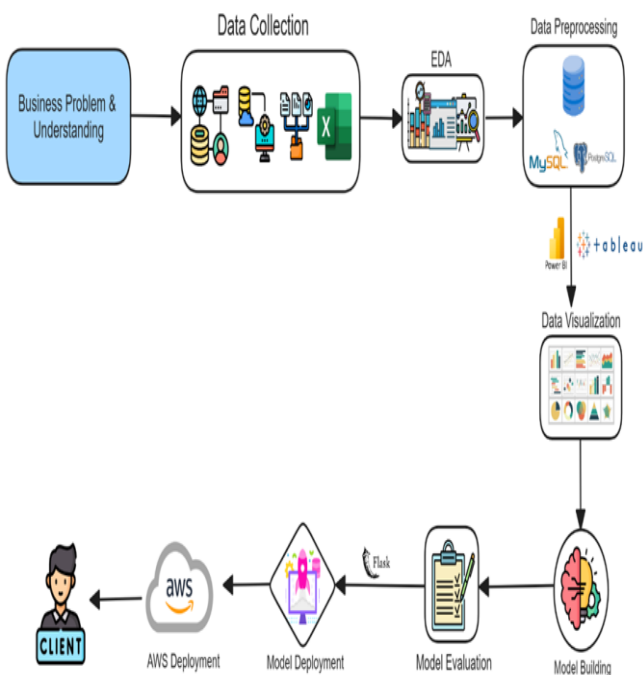 Data Collection
EDA
Data Preprocessing
Business Problem &
Understanding
X
MySQL
PostgreSQL
Power BI
+ableau
Data Visualization
Flask
aws
CLIENT
AWS Deployment
Model Deployment
Model Evaluation
Model Building